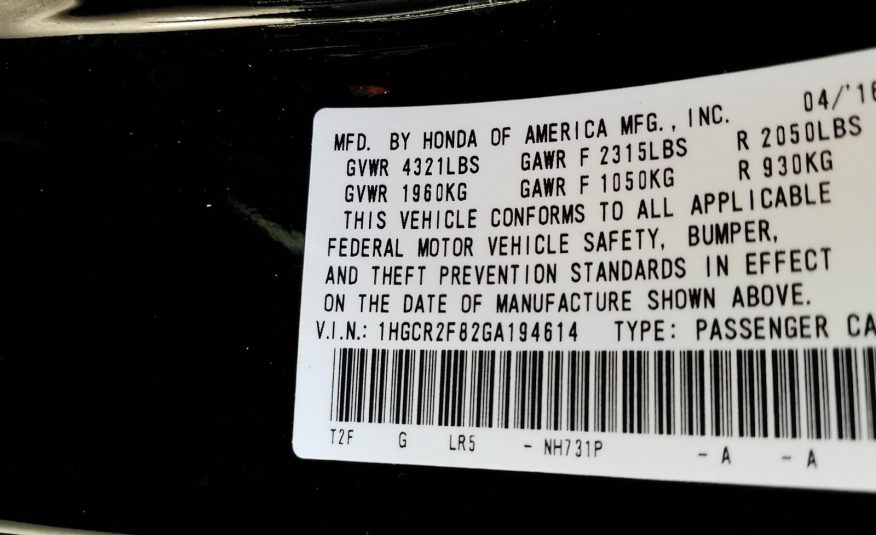 MFD. BY HONDA OF AMERICA MFG., INC. 04/'16
GVWR 4321LBS GAWR F 2315LBS R 2050LBS
GVWR 1960KG GAWR F 1050KG R 930KG
THIS VEHICLE CONFORMS TO ALL APPLICABLE
FEDERAL MOTOR VEHICLE SAFETY, BUMPER,
AND THEFT PREVENTION STANDARDS IN EFFECT
ON THE DATE OF MANUFACTURE SHOWN ABOVE.
V.I.N.: 1HGCR2F82GA194614 TYPE: PASSENGER CA
T2F G LR5 - NH731P - A - A